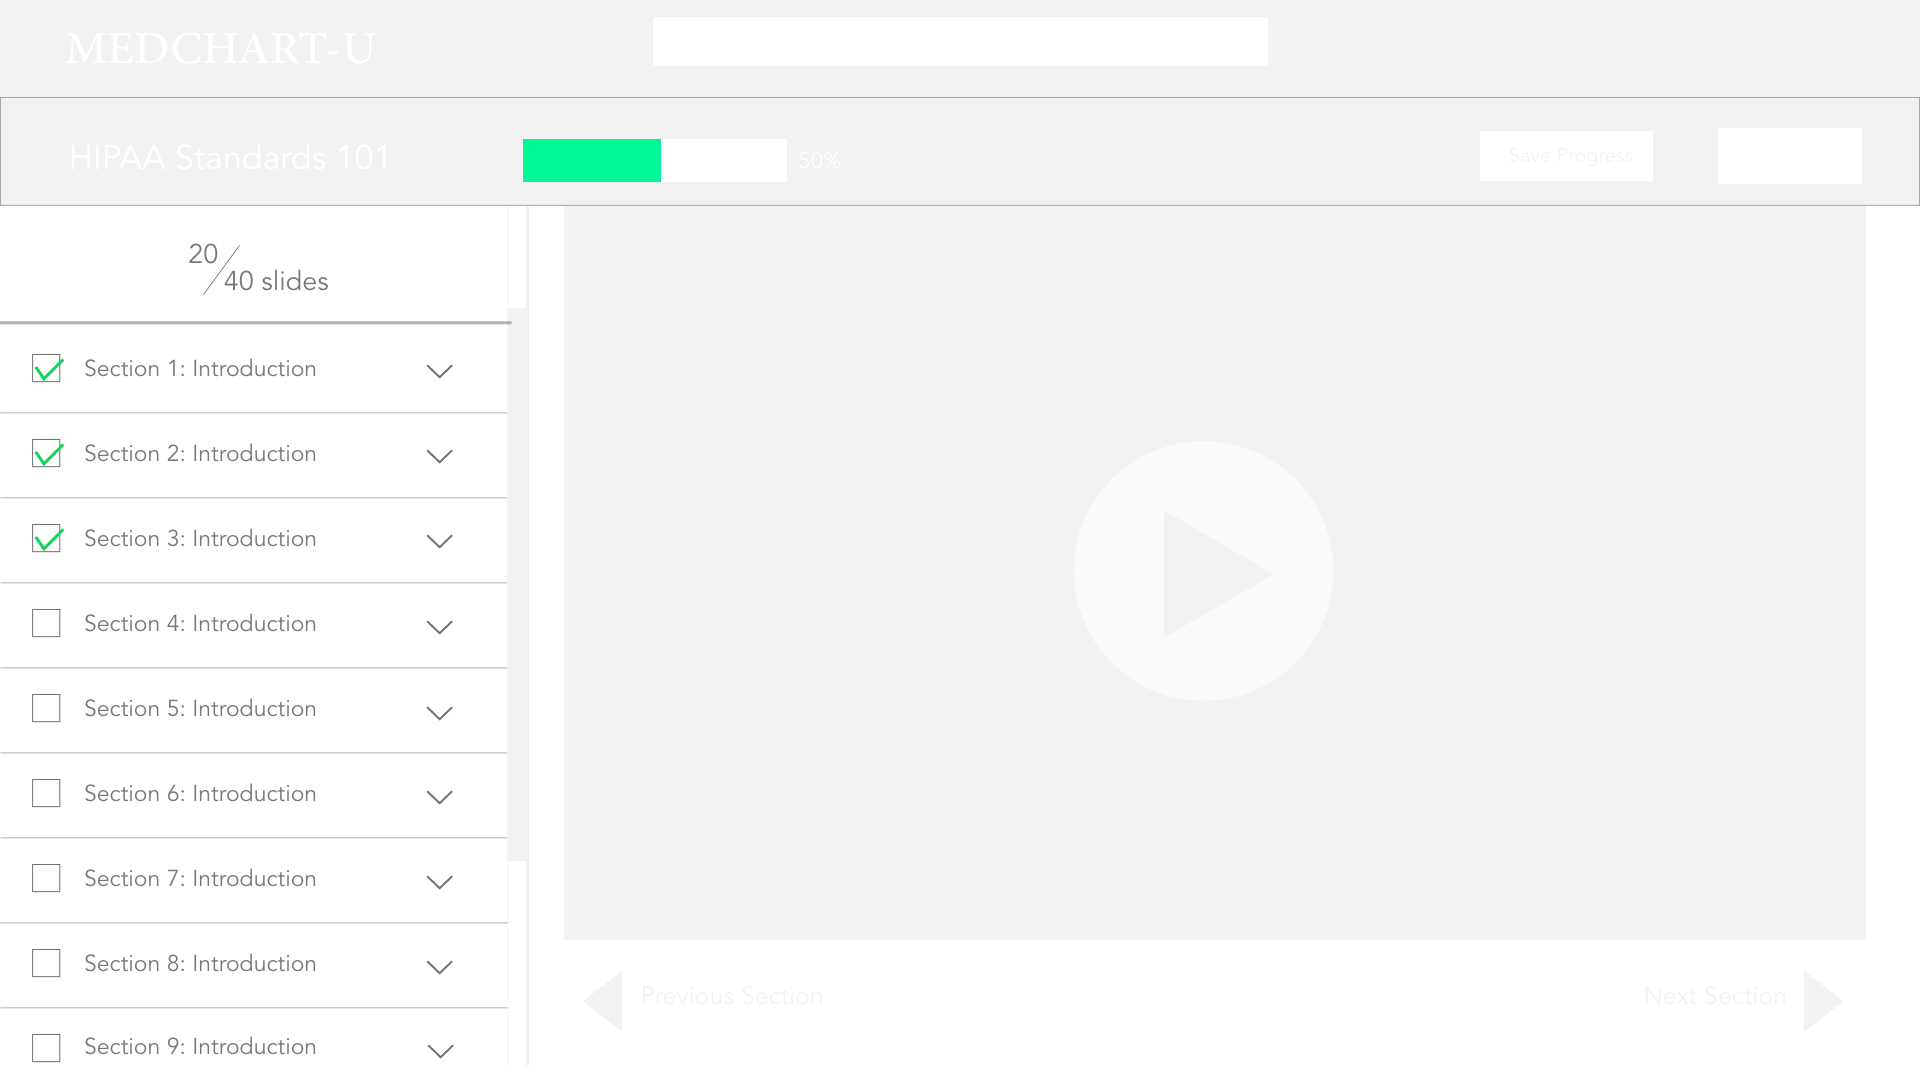 MEDCHART-U
HIPAA Standards 101
50%
Save Progress
20/40 slides
Section 1: Introduction
Section 2: Introduction
Section 3: Introduction
Section 4: Introduction
Section 5: Introduction
Section 6: Introduction
Section 7: Introduction
Section 8: Introduction
Section 9: Introduction
Previous Section
Next Section